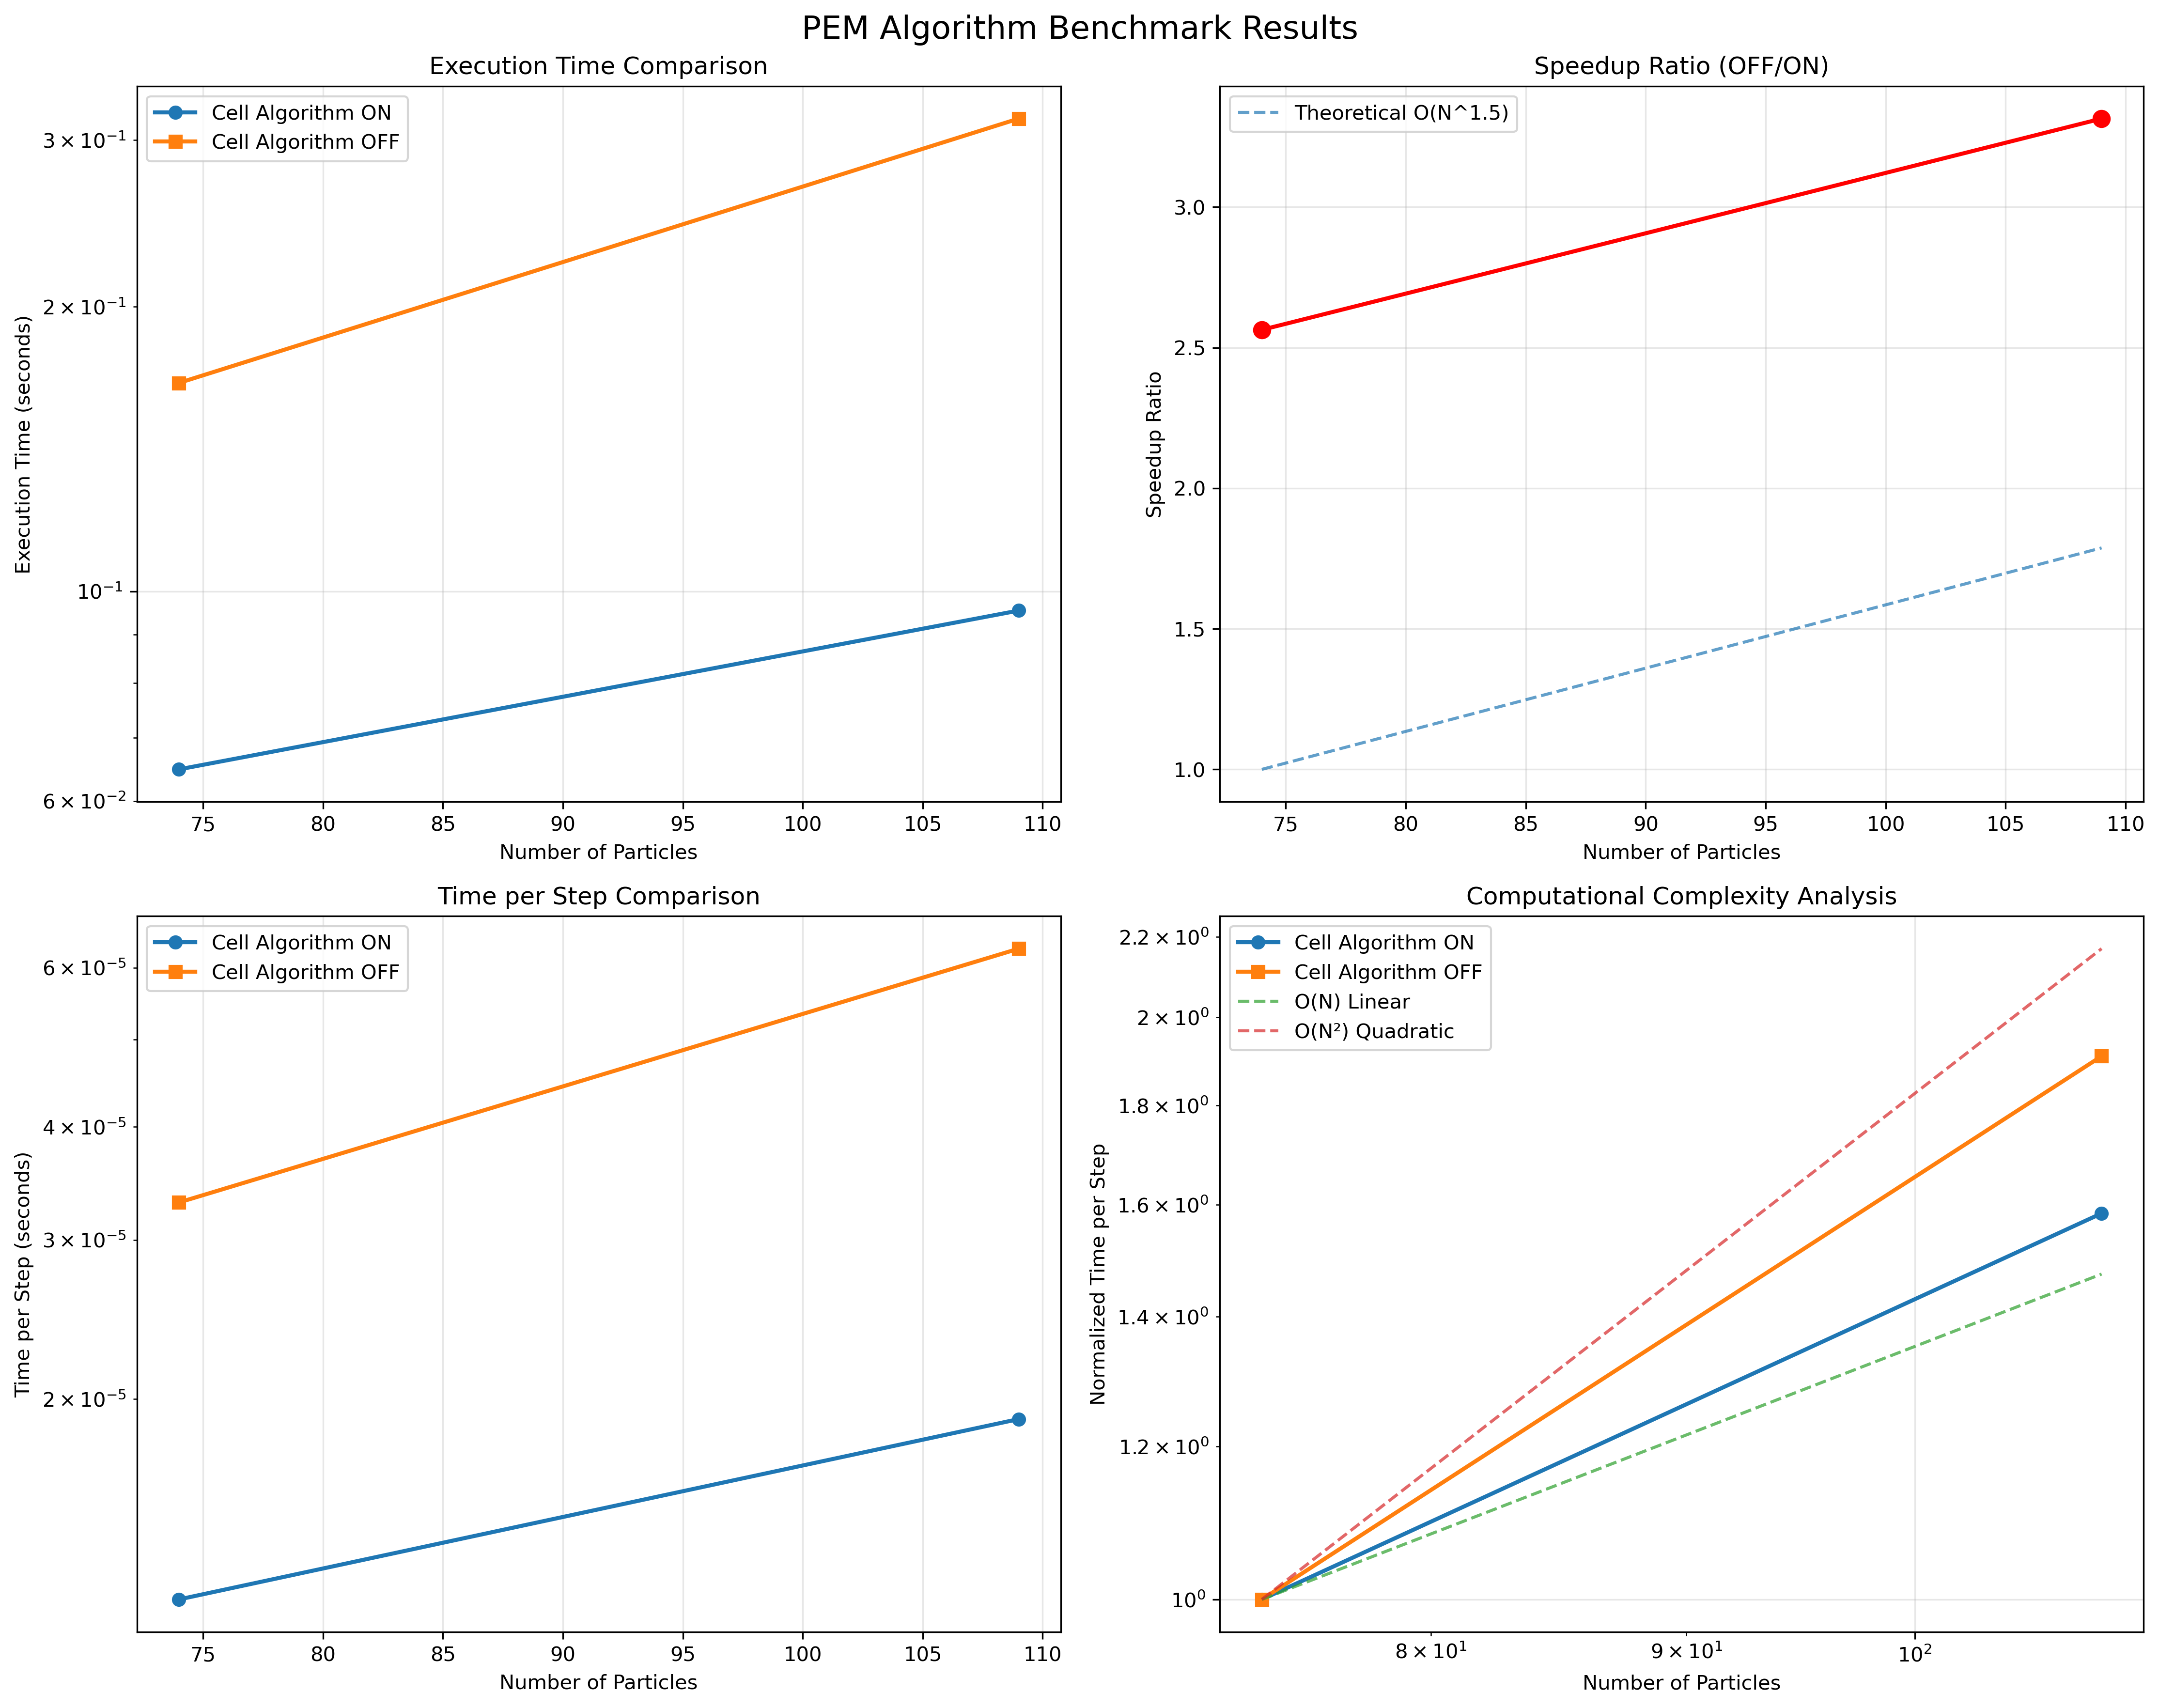 PEM Algorithm Benchmark Results
Execution Time Comparison
Cell Algorithm ON
Cell Algorithm OFF
3 × 10⁻¹
2 × 10⁻¹
10⁻¹
6 × 10⁻²
Execution Time (seconds)
75 80 85 90 95 100 105 110
Number of Particles
Speedup Ratio (OFF/ON)
Theoretical O(N^1.5)
3.0
2.5
2.0
1.5
1.0
Speedup Ratio
75 80 85 90 95 100 105 110
Number of Particles
Time per Step Comparison
Cell Algorithm ON
Cell Algorithm OFF
6 × 10⁻⁵
4 × 10⁻⁵
3 × 10⁻⁵
2 × 10⁻⁵
Time per Step (seconds)
75 80 85 90 95 100 105 110
Number of Particles
Computational Complexity Analysis
Cell Algorithm ON
Cell Algorithm OFF
O(N) Linear
O(N²) Quadratic
2.2 × 10⁰
2 × 10⁰
1.8 × 10⁰
1.6 × 10⁰
1.4 × 10⁰
1.2 × 10⁰
10⁰
Normalized Time per Step
8 × 10¹ 9 × 10¹ 10²
Number of Particles